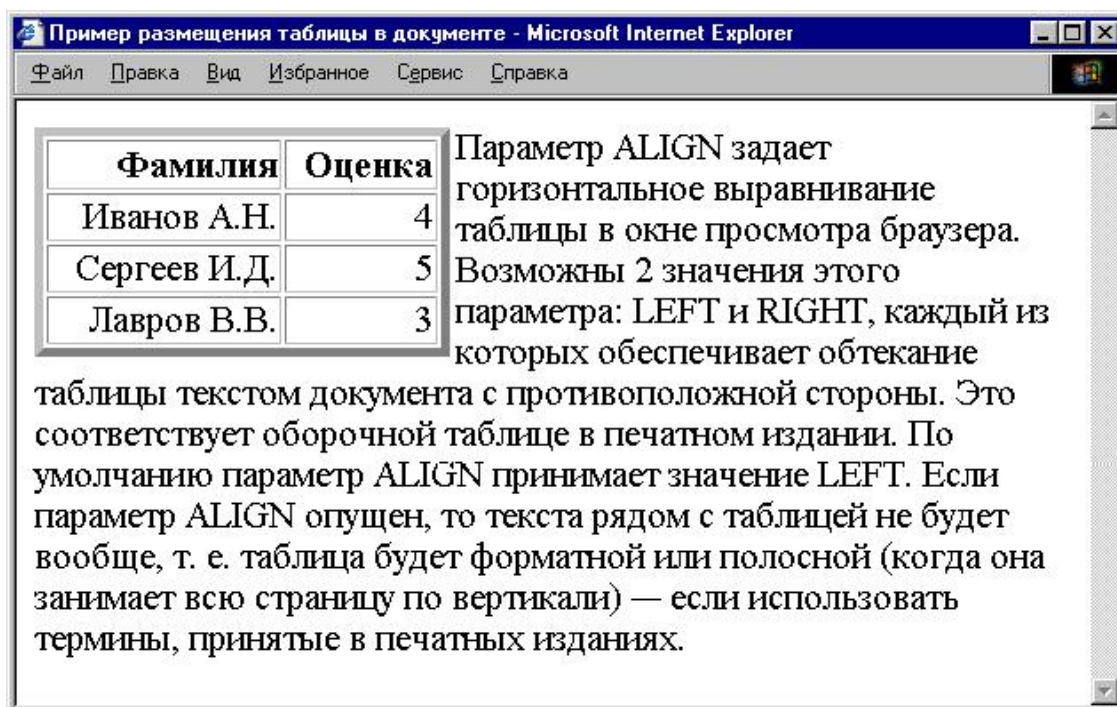 Пример размещения таблицы в документе - Microsoft Internet Explorer
Файл Правка Вид Избранное Сервис Справка
Фамилия Оценка
Иванов А.Н. 4
Сергеев И.Д. 5
Лавров В.В. 3
Параметр ALIGN задает
горизонтальное выравнивание
таблицы в окне просмотра браузера.
Возможны 2 значения этого
параметра: LEFT и RIGHT, каждый из
которых обеспечивает обтекание
таблицы текстом документа с противоположной стороны. Это
соответствует оборочной таблице в печатном издании. По
умолчанию параметр ALIGN принимает значение LEFT. Если
параметр ALIGN опущен, то текста рядом с таблицей не будет
вообще, т. е. таблица будет форматной или полосной (когда она
занимает всю страницу по вертикали) — если использовать
термины, принятые в печатных изданиях.